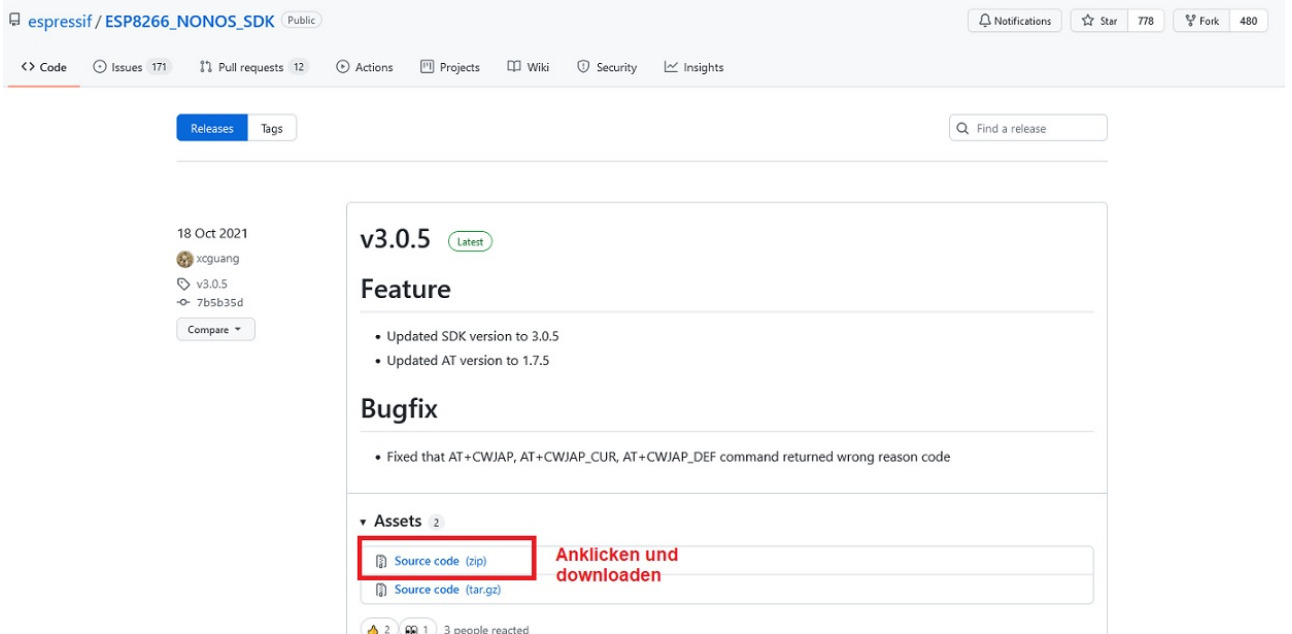 espressif / ESP8266_NONOS_SDK Public
Notifications Star 778 Fork 480
Code Issues 171 Pull requests 12 Actions Projects Wiki Security Insights
Releases Tags
Find a release
18 Oct 2021
xcguang
v3.0.5
7b5b35d
Compare
v3.0.5 Latest
Feature
• Updated SDK version to 3.0.5
• Updated AT version to 1.7.5
Bugfix
• Fixed that AT+CWJAP, AT+CWJAP_CUR, AT+CWJAP_DEF command returned wrong reason code
Assets 2
Source code (zip)
Anklicken und
downloaden
Source code (tar.gz)
2 1 3 people reacted